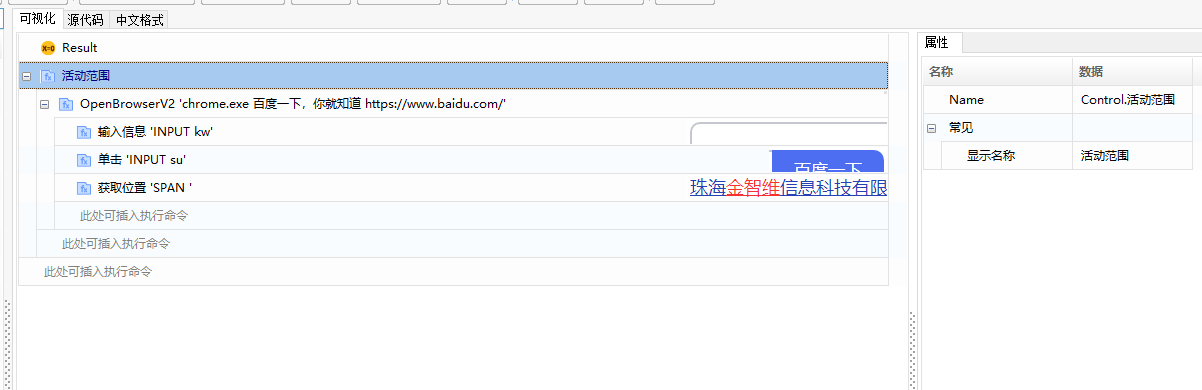 可视化 源代码 中文格式
Result
活动范围
OpenBrowserV2 'chrome.exe 百度一下，你就知道 https://www.baidu.com/'
输入信息 'INPUT kw'
单击 'INPUT su'
百度一下
获取位置 'SPAN '
珠海金智维信息科技有限
此处可插入执行命令
此处可插入执行命令
此处可插入执行命令
属性
名称 数据
Name Control.活动范围
常见
显示名称 活动范围